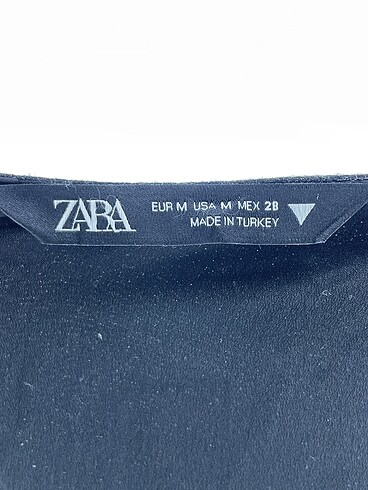 ZARA
EUR M USA M MEX 28
MADE IN TURKEY